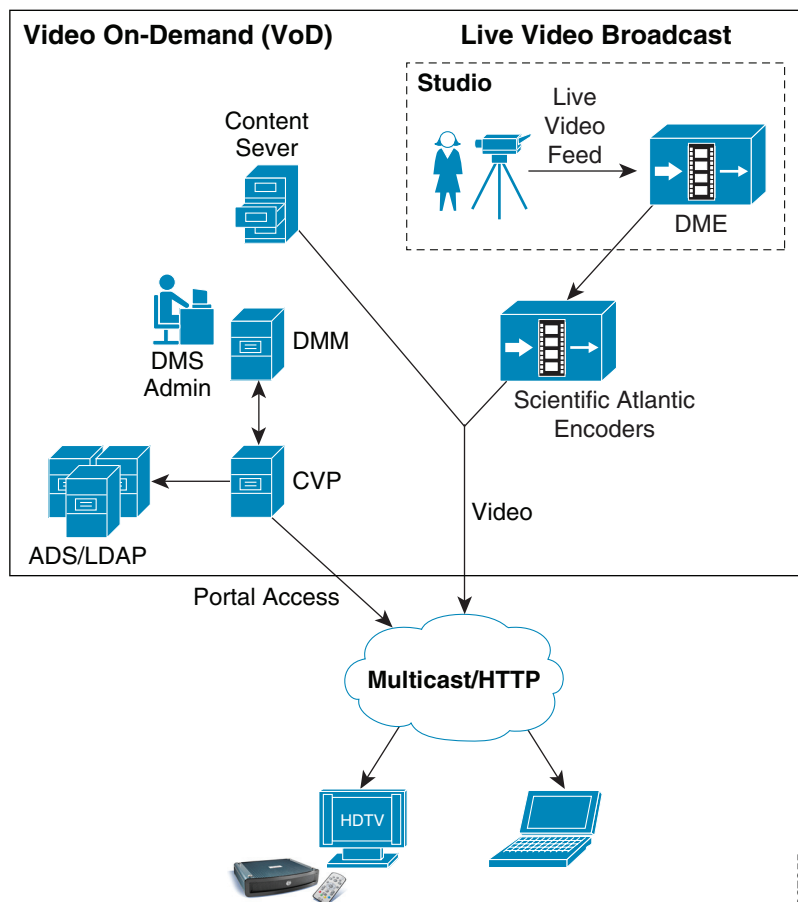 Video On-Demand (VoD)
Live Video Broadcast
Studio
Live
Video
Feed
DME
Content
Sever
DMS
Admin
DMM
Scientific Atlantic
Encoders
CVP
ADS/LDAP
Video
Portal Access
Multicast/HTTP
HDTV